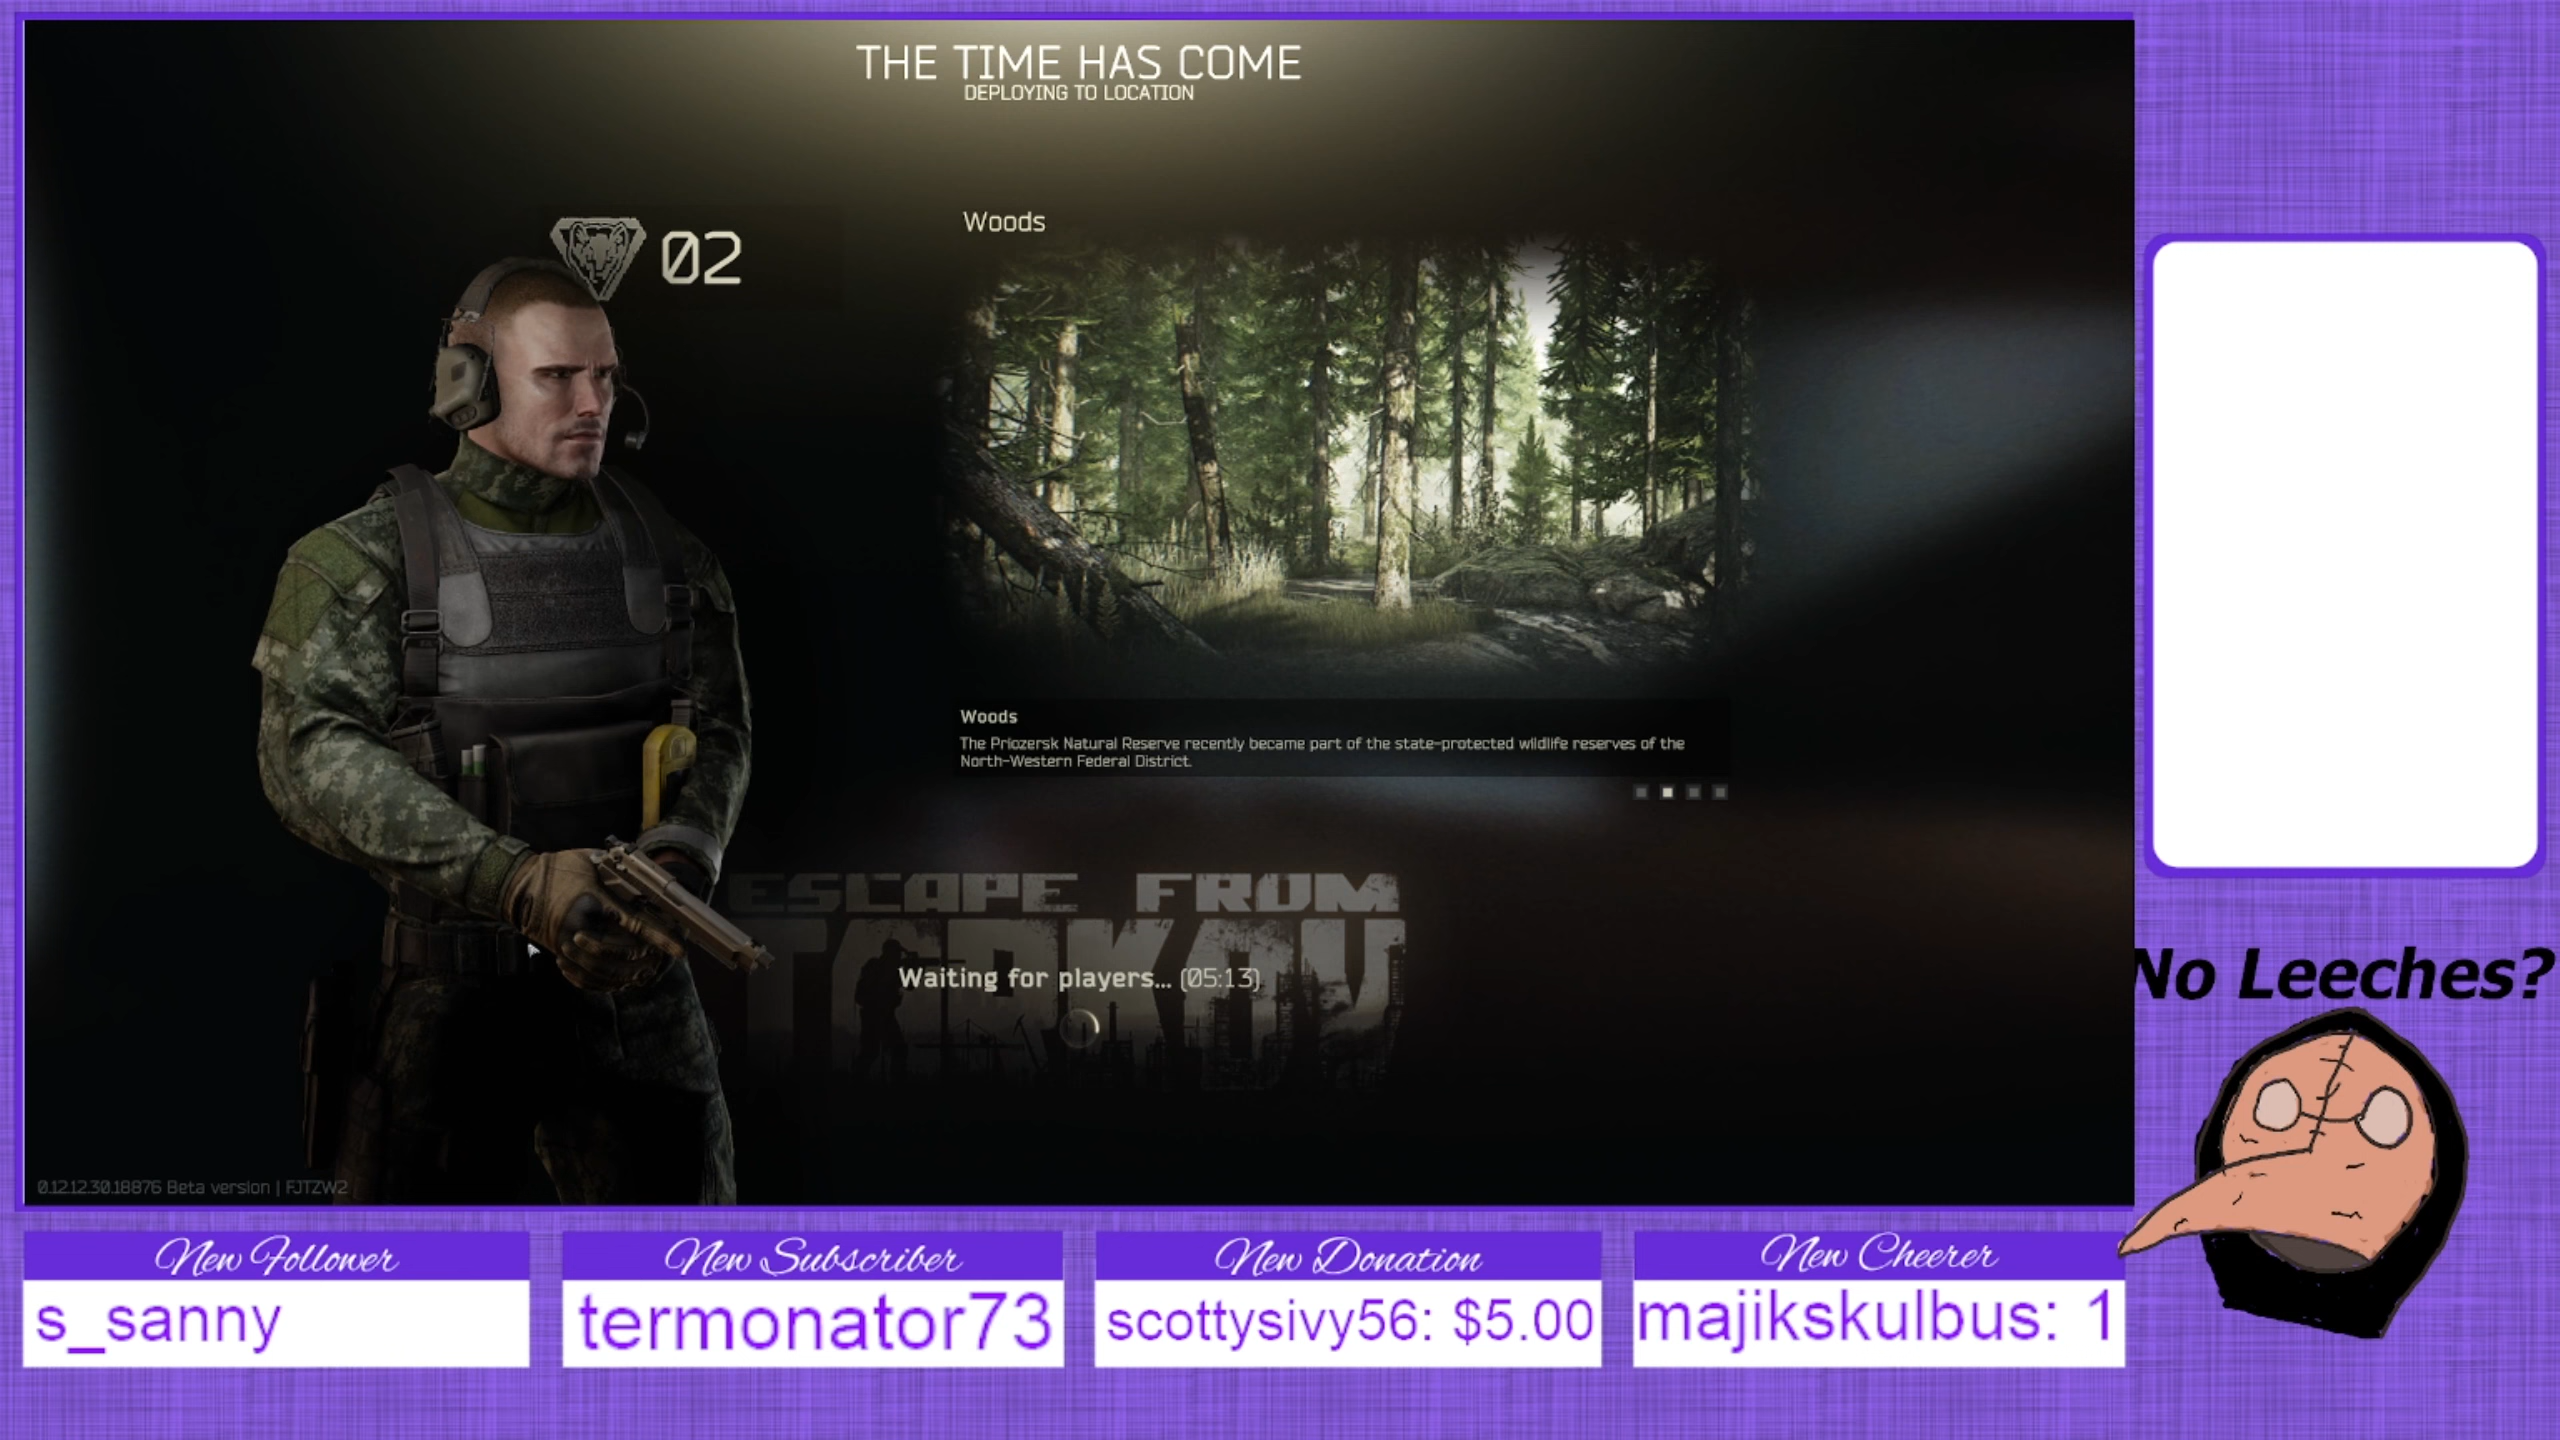 THE TIME HAS COME
DEPLOYING TO LOCATION
02
Woods
Woods
The Priozersk Natural Reserve recently became part of the state-protected wildlife reserves of the
North-Western Federal District.
ESCAPE FROM
TARKOV
Waiting for players... (05:13)
0.12.12.30.18876 Beta version | FJTZW2
No Leeches?
New Follower
s_sanny
New Subscriber
termonator73
New Donation
scottysivy56: $5.00
New Cheerer
majikskulbus: 1